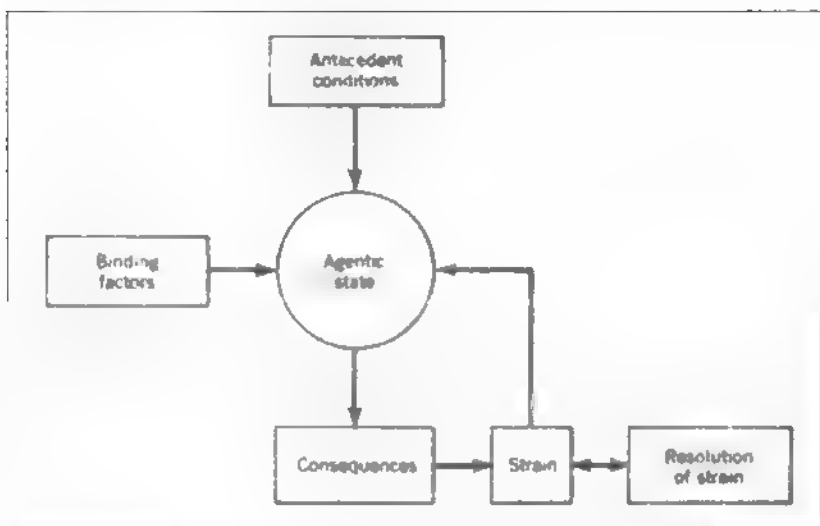 Antecedent
conditions
Binding
factors
Agentic
state
Consequences
Strain
Resolution
of strain